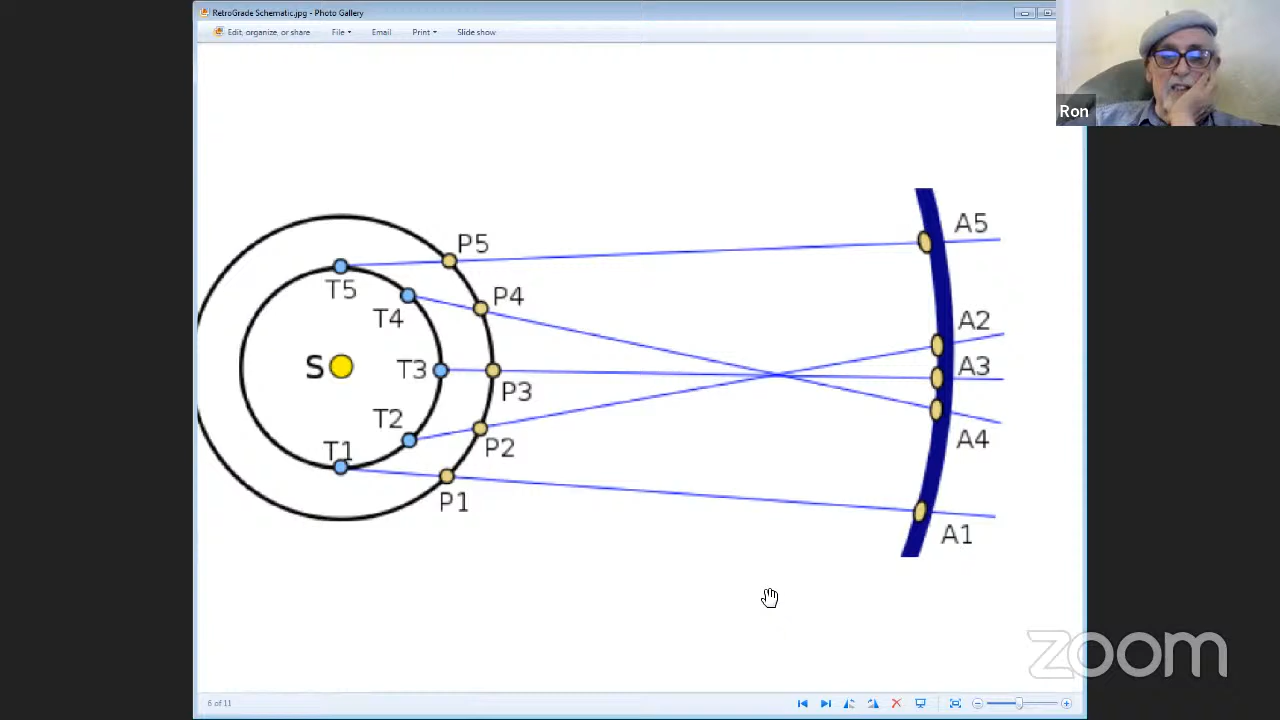 RetroGrade Schematic.jpg - Photo Gallery
Edit, organize, or share File Email Print Slide show
Ron
A5
P5
T5
P4
T4
A2
S
T3
A3
P3
T2
A4
P2
T1
P1
A1
zoom
6 of 11